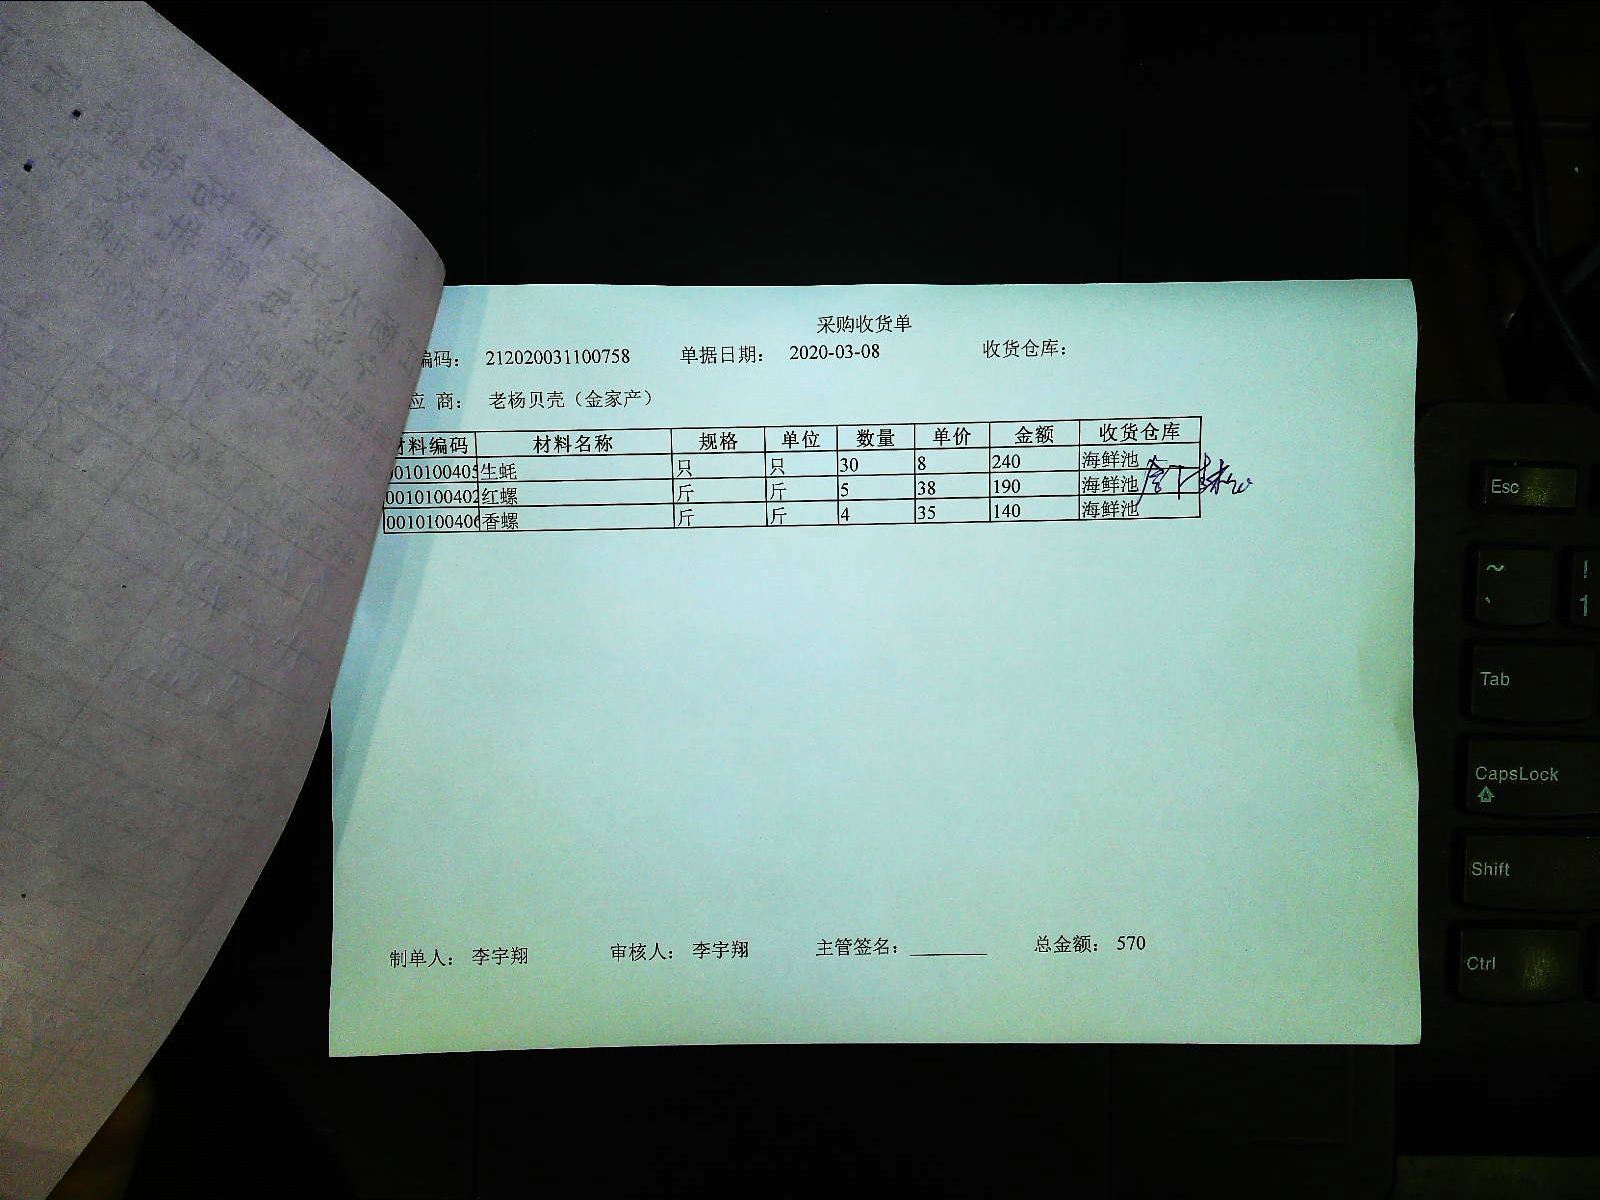 采购收货单
编码： 212020031100758 单据日期： 2020-03-08 收货仓库：
应 商： 老杨贝壳（金家产）
材料编码 材料名称 规格 单位 数量 单价 金额 收货仓库
0010100405 生蚝 只 只 30 8 240 海鲜池
0010100402 红螺 斤 斤 5 38 190 海鲜池
0010100406 香螺 斤 斤 4 35 140 海鲜池
制单人： 李宇翔 审核人： 李宇翔 主管签名： 总金额： 570
Esc
~ !
` 1
Tab
CapsLock
Shift
Ctrl